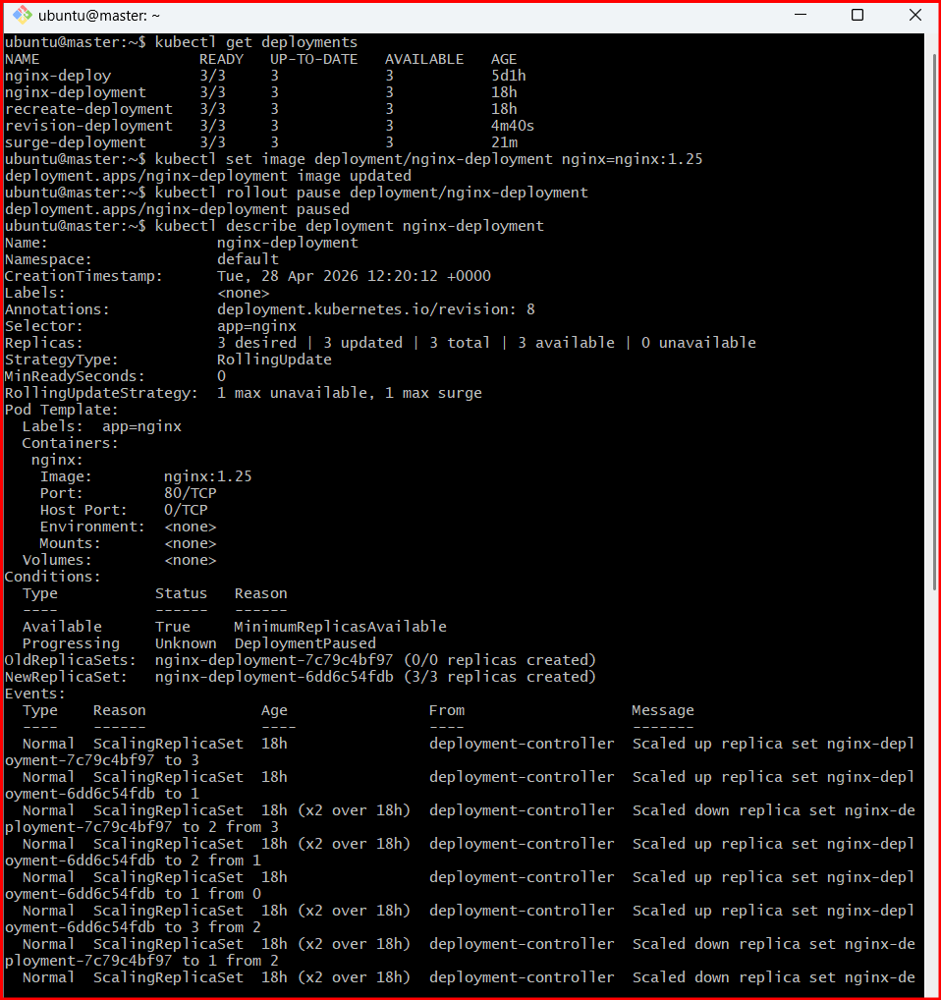 ubuntu@master: ~
ubuntu@master:~$ kubectl get deployments
NAME                  READY   UP-TO-DATE   AVAILABLE   AGE
nginx-deploy          3/3     3            3           5d1h
nginx-deployment      3/3     3            3           18h
recreate-deployment   3/3     3            3           18h
revision-deployment   3/3     3            3           4m40s
surge-deployment      3/3     3            3           21m
ubuntu@master:~$ kubectl set image deployment/nginx-deployment nginx=nginx:1.25
deployment.apps/nginx-deployment image updated
ubuntu@master:~$ kubectl rollout pause deployment/nginx-deployment
deployment.apps/nginx-deployment paused
ubuntu@master:~$ kubectl describe deployment nginx-deployment
Name:                   nginx-deployment
Namespace:              default
CreationTimestamp:      Tue, 28 Apr 2026 12:20:12 +0000
Labels:                 <none>
Annotations:            deployment.kubernetes.io/revision: 8
Selector:               app=nginx
Replicas:               3 desired | 3 updated | 3 total | 3 available | 0 unavailable
StrategyType:           RollingUpdate
MinReadySeconds:        0
RollingUpdateStrategy:  1 max unavailable, 1 max surge
Pod Template:
  Labels:  app=nginx
  Containers:
   nginx:
    Image:         nginx:1.25
    Port:          80/TCP
    Host Port:     0/TCP
    Environment:   <none>
    Mounts:        <none>
  Volumes:         <none>
Conditions:
  Type           Status   Reason
  ----           ------   ------
  Available      True     MinimumReplicasAvailable
  Progressing    Unknown  DeploymentPaused
OldReplicaSets:  nginx-deployment-7c79c4bf97 (0/0 replicas created)
NewReplicaSet:   nginx-deployment-6dd6c54fdb (3/3 replicas created)
Events:
  Type    Reason             Age                From                   Message
  ----    ------             ----               ----                   -------
  Normal  ScalingReplicaSet  18h                deployment-controller  Scaled up replica set nginx-depl
oyment-7c79c4bf97 to 3
  Normal  ScalingReplicaSet  18h                deployment-controller  Scaled up replica set nginx-depl
oyment-6dd6c54fdb to 1
  Normal  ScalingReplicaSet  18h (x2 over 18h)  deployment-controller  Scaled down replica set nginx-de
ployment-7c79c4bf97 to 2 from 3
  Normal  ScalingReplicaSet  18h (x2 over 18h)  deployment-controller  Scaled up replica set nginx-depl
oyment-6dd6c54fdb to 2 from 1
  Normal  ScalingReplicaSet  18h                deployment-controller  Scaled up replica set nginx-depl
oyment-6dd6c54fdb to 1 from 0
  Normal  ScalingReplicaSet  18h (x2 over 18h)  deployment-controller  Scaled up replica set nginx-depl
oyment-6dd6c54fdb to 3 from 2
  Normal  ScalingReplicaSet  18h (x2 over 18h)  deployment-controller  Scaled down replica set nginx-de
ployment-7c79c4bf97 to 1 from 2
  Normal  ScalingReplicaSet  18h (x2 over 18h)  deployment-controller  Scaled down replica set nginx-de